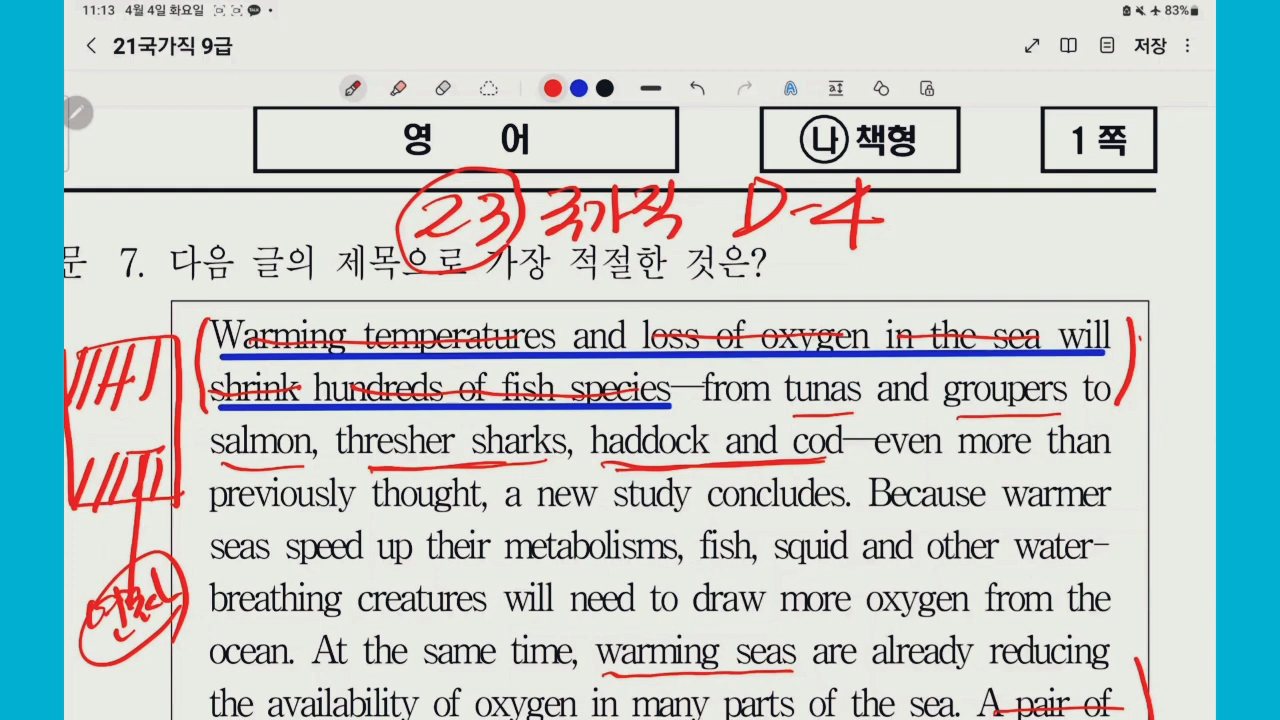 11:13 4월 4일 화요일 83%
21국가직 9급 저장
영 어 나 책형 1 쪽
23 국가직 D-4
문 7. 다음 글의 제목으로 가장 적절한 것은?
Warming temperatures and loss of oxygen in the sea will
shrink hundreds of fish species—from tunas and groupers to
salmon, thresher sharks, haddock and cod—even more than
previously thought, a new study concludes. Because warmer
seas speed up their metabolisms, fish, squid and other water-
breathing creatures will need to draw more oxygen from the
ocean. At the same time, warming seas are already reducing
the availability of oxygen in many parts of the sea. A pair of